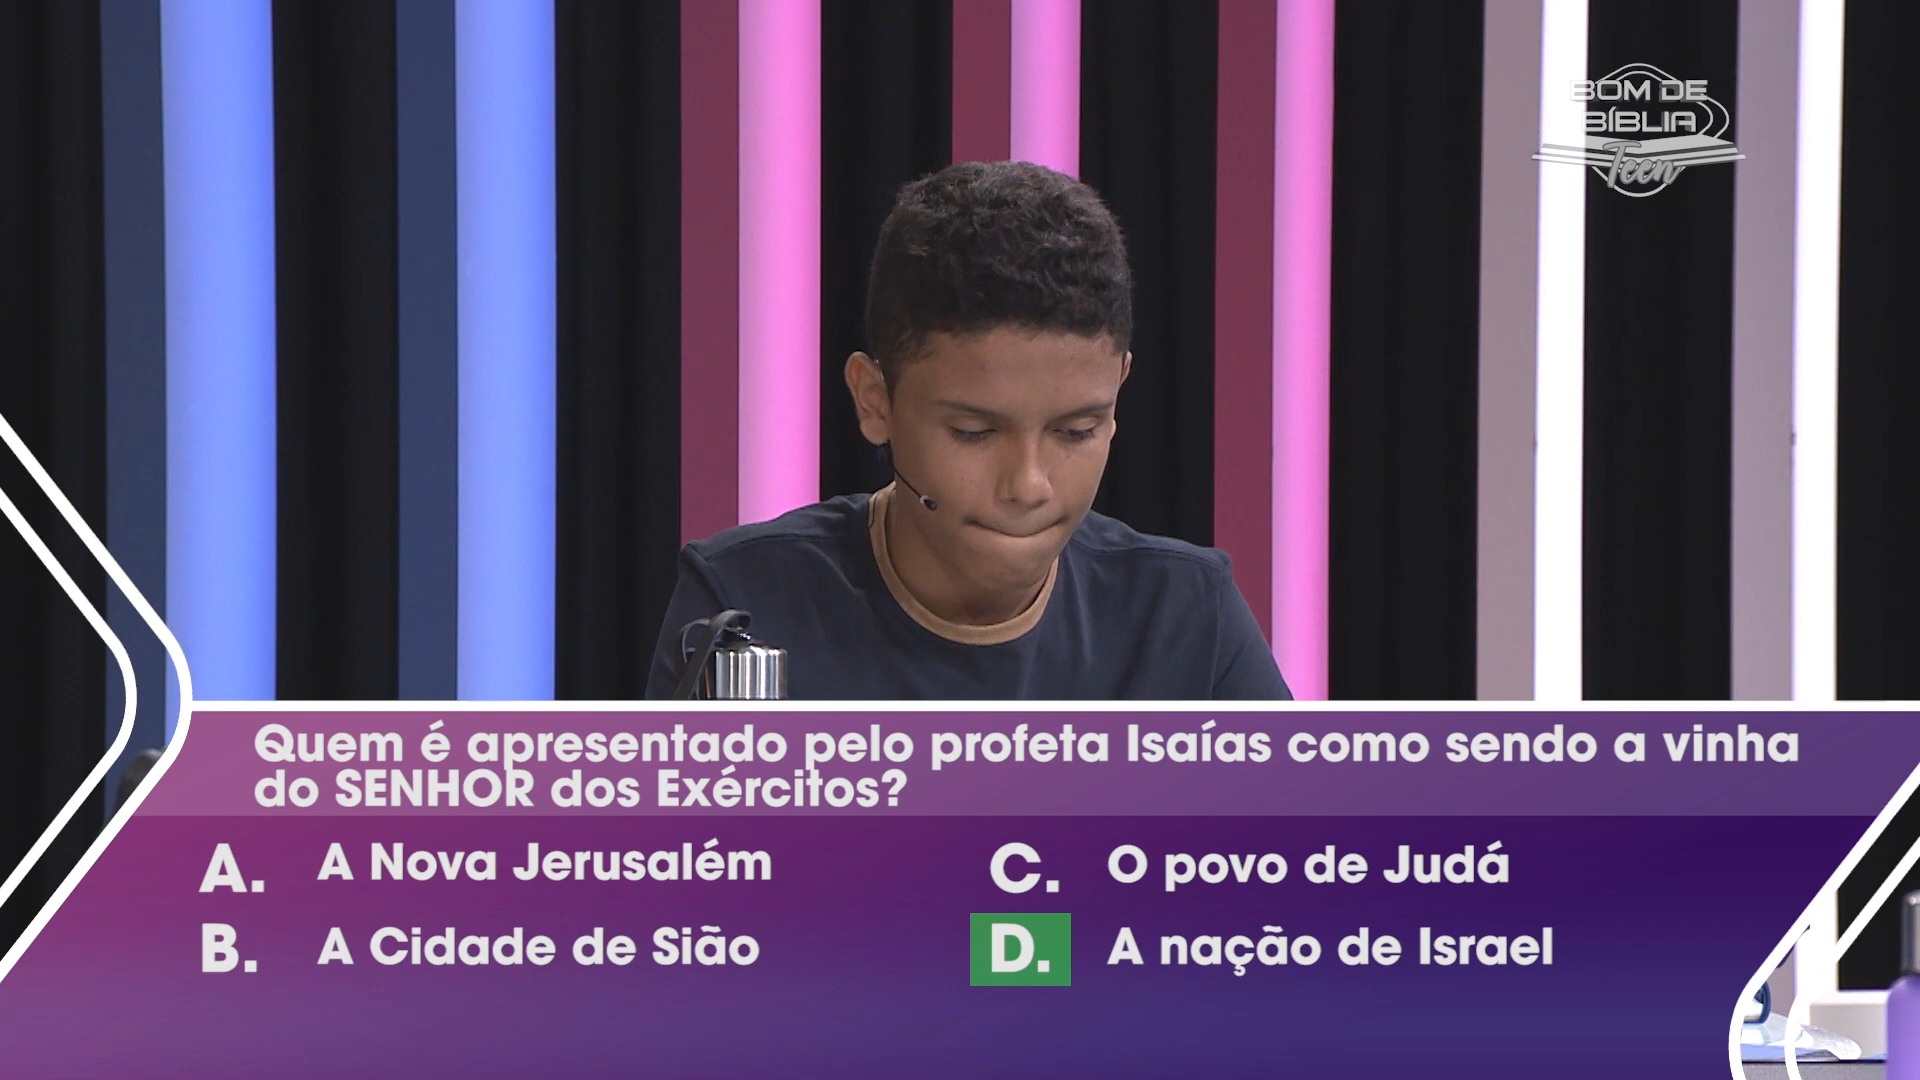 BOM DE
BÍBLIA
Teen
Quem é apresentado pelo profeta Isaías como sendo a vinha
do SENHOR dos Exércitos?
A. A Nova Jerusalém
C. O povo de Judá
B. A Cidade de Sião
D. A nação de Israel